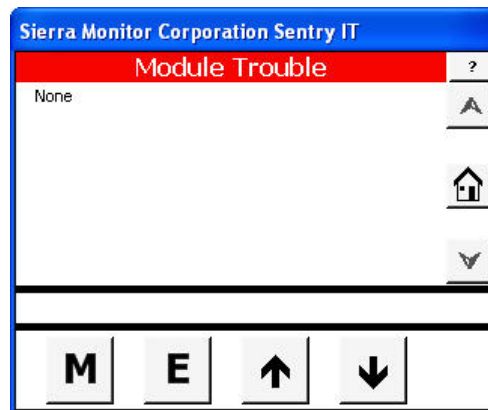 Sierra Monitor Corporation Sentry IT
Module Trouble
?
None
M
E